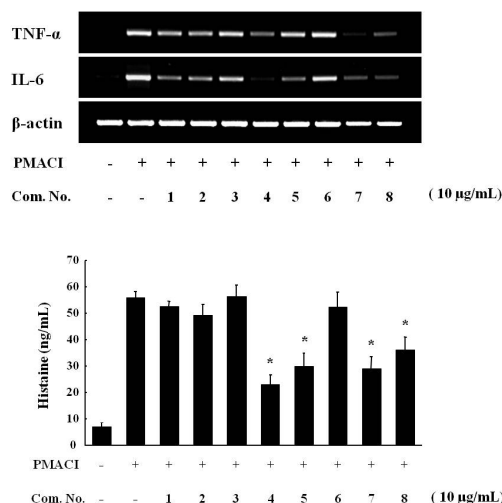 TNF-α
IL-6
β-actin
PMACI - + + + + + + + + +
Com. No. - - 1 2 3 4 5 6 7 8 ( 10 µg/mL)
Histaine (ng/mL)
70
60
50
40
30
20
10
0
* * * *
PMACI - + + + + + + + + +
Com. No. - - 1 2 3 4 5 6 7 8 (10 µg/mL)